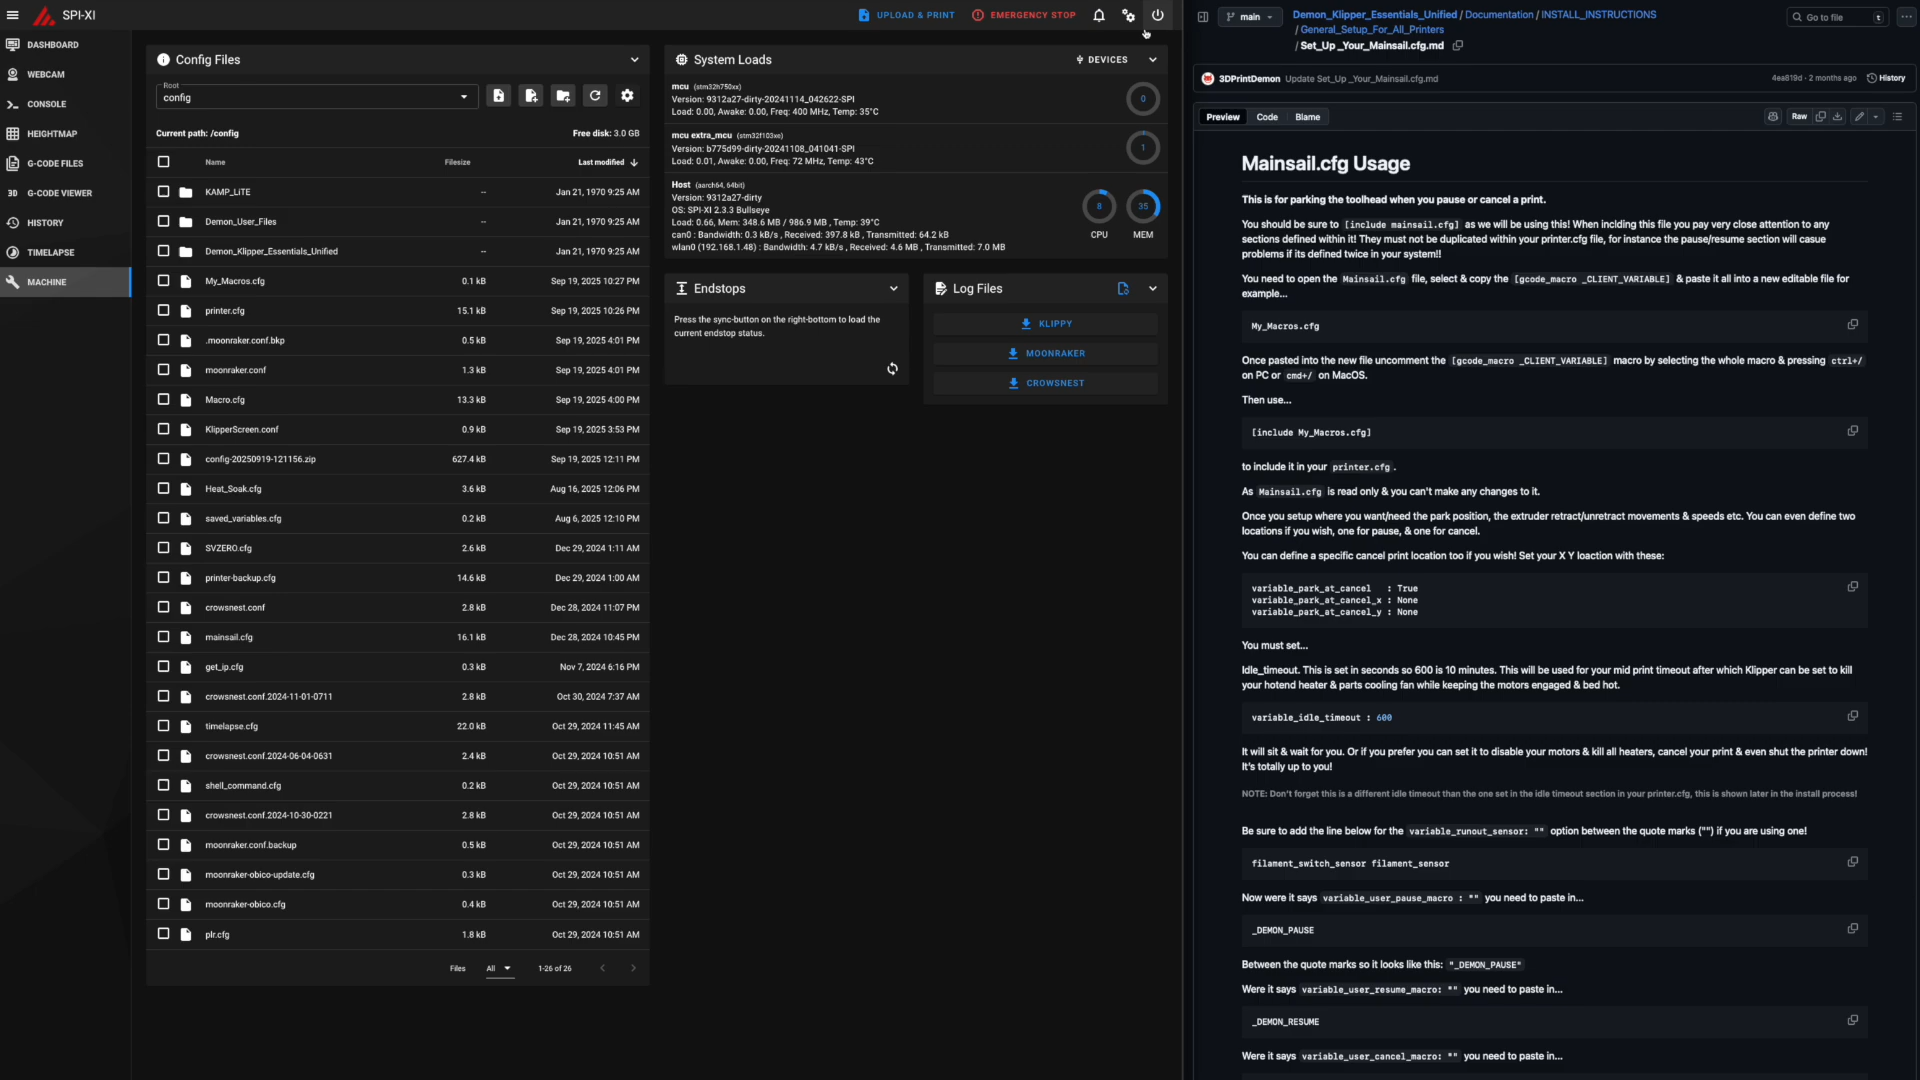 SPI-XI
UPLOAD & PRINT
EMERGENCY STOP
DASHBOARD
WEBCAM
CONSOLE
HEIGHTMAP
G-CODE FILES
3D G-CODE VIEWER
HISTORY
TIMELAPSE
MACHINE
Config Files
Root
config
Current path: /config
Free disk: 3.0 GB
Name Filesize Last modified
KAMP_LiTE -- Jan 21, 1970 9:25 AM
Demon_User_Files -- Jan 21, 1970 9:25 AM
Demon_Klipper_Essentials_Unified -- Jan 21, 1970 9:25 AM
My_Macros.cfg 0.1 kB Sep 19, 2025 10:27 PM
printer.cfg 15.1 kB Sep 19, 2025 10:26 PM
.moonraker.conf.bkp 0.5 kB Sep 19, 2025 4:01 PM
moonraker.conf 1.3 kB Sep 19, 2025 4:01 PM
Macro.cfg 13.3 kB Sep 19, 2025 4:00 PM
KlipperScreen.conf 0.9 kB Sep 19, 2025 3:53 PM
config-20250919-121156.zip 627.4 kB Sep 19, 2025 12:11 PM
Heat_Soak.cfg 3.6 kB Aug 16, 2025 12:06 PM
saved_variables.cfg 0.2 kB Aug 6, 2025 12:10 PM
SVZERO.cfg 2.6 kB Dec 29, 2024 1:11 AM
printer-backup.cfg 14.6 kB Dec 29, 2024 1:00 AM
crowsnest.conf 2.8 kB Dec 28, 2024 11:07 PM
mainsail.cfg 16.1 kB Dec 28, 2024 10:45 PM
get_ip.cfg 0.3 kB Nov 7, 2024 6:16 PM
crowsnest.conf.2024-11-01-0711 2.8 kB Oct 30, 2024 7:37 AM
timelapse.cfg 22.0 kB Oct 29, 2024 11:45 AM
crowsnest.conf.2024-06-04-0631 2.4 kB Oct 29, 2024 10:51 AM
shell_command.cfg 0.2 kB Oct 29, 2024 10:51 AM
crowsnest.conf.2024-10-30-0221 2.8 kB Oct 29, 2024 10:51 AM
moonraker.conf.backup 0.5 kB Oct 29, 2024 10:51 AM
moonraker-obico-update.cfg 0.3 kB Oct 29, 2024 10:51 AM
moonraker-obico.cfg 0.4 kB Oct 29, 2024 10:51 AM
plr.cfg 1.8 kB Oct 29, 2024 10:51 AM
Files All 1-26 of 26
System Loads
DEVICES
mcu (stm32h750xx)
Version: 9312a27-dirty-20241114_042622-SPI
Load: 0.00, Awake: 0.00, Freq: 400 MHz, Temp: 35°C
0
mcu extra_mcu (stm32f103xe)
Version: b775d99-dirty-20241108_041041-SPI
Load: 0.01, Awake: 0.00, Freq: 72 MHz, Temp: 43°C
1
Host (aarch64, 64bit)
Version: 9312a27-dirty
OS: SPI-XI 2.3.3 Bullseye
Load: 0.66, Mem: 348.6 MB / 986.9 MB , Temp: 39°C
can0 : Bandwidth: 0.3 kB/s , Received: 397.8 kB , Transmitted: 64.2 kB
wlan0 (192.168.1.48) : Bandwidth: 4.7 kB/s , Received: 4.6 MB , Transmitted: 7.0 MB
8 35
CPU MEM
Endstops
Press the sync-button on the right-bottom to load the
current endstop status.
Log Files
KLIPPY
MOONRAKER
CROWSNEST
main
Demon_Klipper_Essentials_Unified / Documentation / INSTALL_INSTRUCTIONS
/ General_Setup_For_All_Printers
/ Set_Up _Your_Mainsail.cfg.md
Go to file t
3DPrintDemon Update Set_Up _Your_Mainsail.cfg.md
4ea819d · 2 months ago History
Preview Code Blame
Raw
Mainsail.cfg Usage
This is for parking the toolhead when you pause or cancel a print.
You should be sure to [include mainsail.cfg] as we will be using this! When inclding this file you pay very close attention to any
sections defined within it! They must not be duplicated within your printer.cfg file, for instance the pause/resume section will casue
problems if its defined twice in your system!!
You need to open the Mainsail.cfg file, select & copy the [gcode_macro _CLIENT_VARIABLE] & paste it all into a new editable file for
example...
My_Macros.cfg
Once pasted into the new file uncomment the [gcode_macro _CLIENT_VARIABLE] macro by selecting the whole macro & pressing ctrl+/
on PC or cmd+/ on MacOS.
Then use...
[include My_Macros.cfg]
to include it in your printer.cfg.
As Mainsail.cfg is read only & you can't make any changes to it.
Once you setup where you want/need the park position, the extruder retract/unretract movements & speeds etc. You can even define two
locations if you wish, one for pause, & one for cancel.
You can define a specific cancel print location too if you wish! Set your X Y loaction with these:
variable_park_at_cancel : True
variable_park_at_cancel_x : None
variable_park_at_cancel_y : None
You must set...
Idle_timeout. This is set in seconds so 600 is 10 minutes. This will be used for your mid print timeout after which Klipper can be set to kill
your hotend heater & parts cooling fan while keeping the motors engaged & bed hot.
variable_idle_timeout : 600
It will sit & wait for you. Or if you prefer you can set it to disable your motors & kill all heaters, cancel your print & even shut the printer down!
It's totally up to you!
NOTE: Don't forget this is a different idle timeout than the one set in the idle timeout section in your printer.cfg, this is shown later in the install process!
Be sure to add the line below for the variable_runout_sensor: "" option between the quote marks ("") if you are using one!
filament_switch_sensor filament_sensor
Now were it says variable_user_pause_macro : "" you need to paste in...
_DEMON_PAUSE
Between the quote marks so it looks like this: "_DEMON_PAUSE"
Were it says variable_user_resume_macro: "" you need to paste in...
_DEMON_RESUME
Were it says variable_user_cancel_macro: "" you need to paste in...